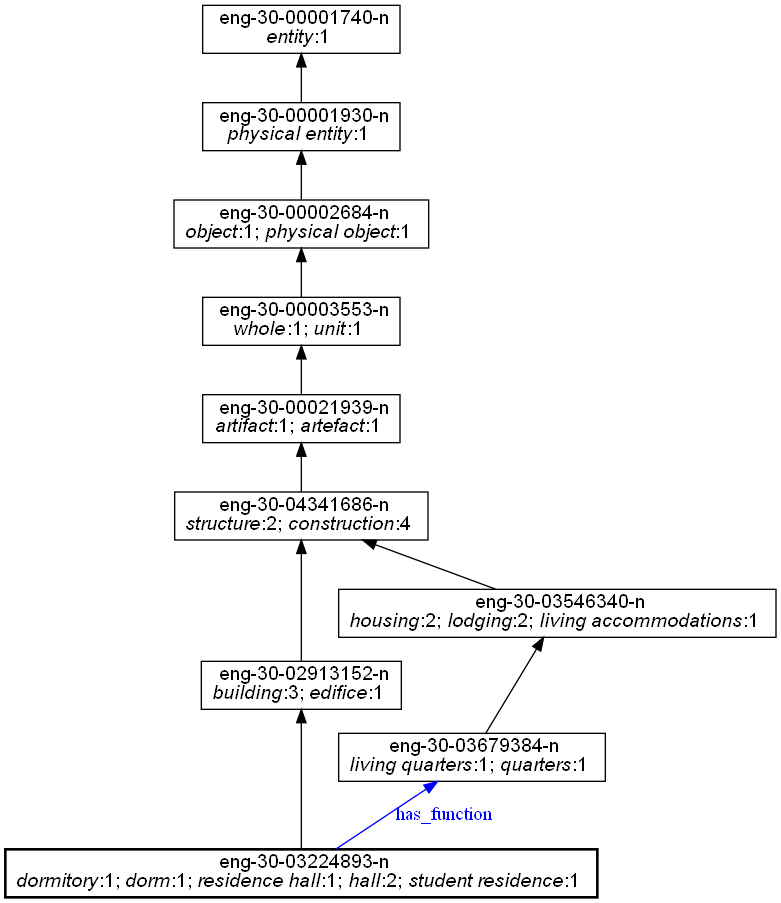 eng-30-00001740-n
entity:1
eng-30-00001930-n
physical entity:1
eng-30-00002684-n
object:1; physical object:1
eng-30-00003553-n
whole:1; unit:1
eng-30-00021939-n
artifact:1; artefact:1
eng-30-04341686-n
structure:2; construction:4
eng-30-03546340-n
housing:2; lodging:2; living accommodations:1
eng-30-02913152-n
building:3; edifice:1
eng-30-03679384-n
living quarters:1; quarters:1
has_function
eng-30-03224893-n
dormitory:1; dorm:1; residence hall:1; hall:2; student residence:1